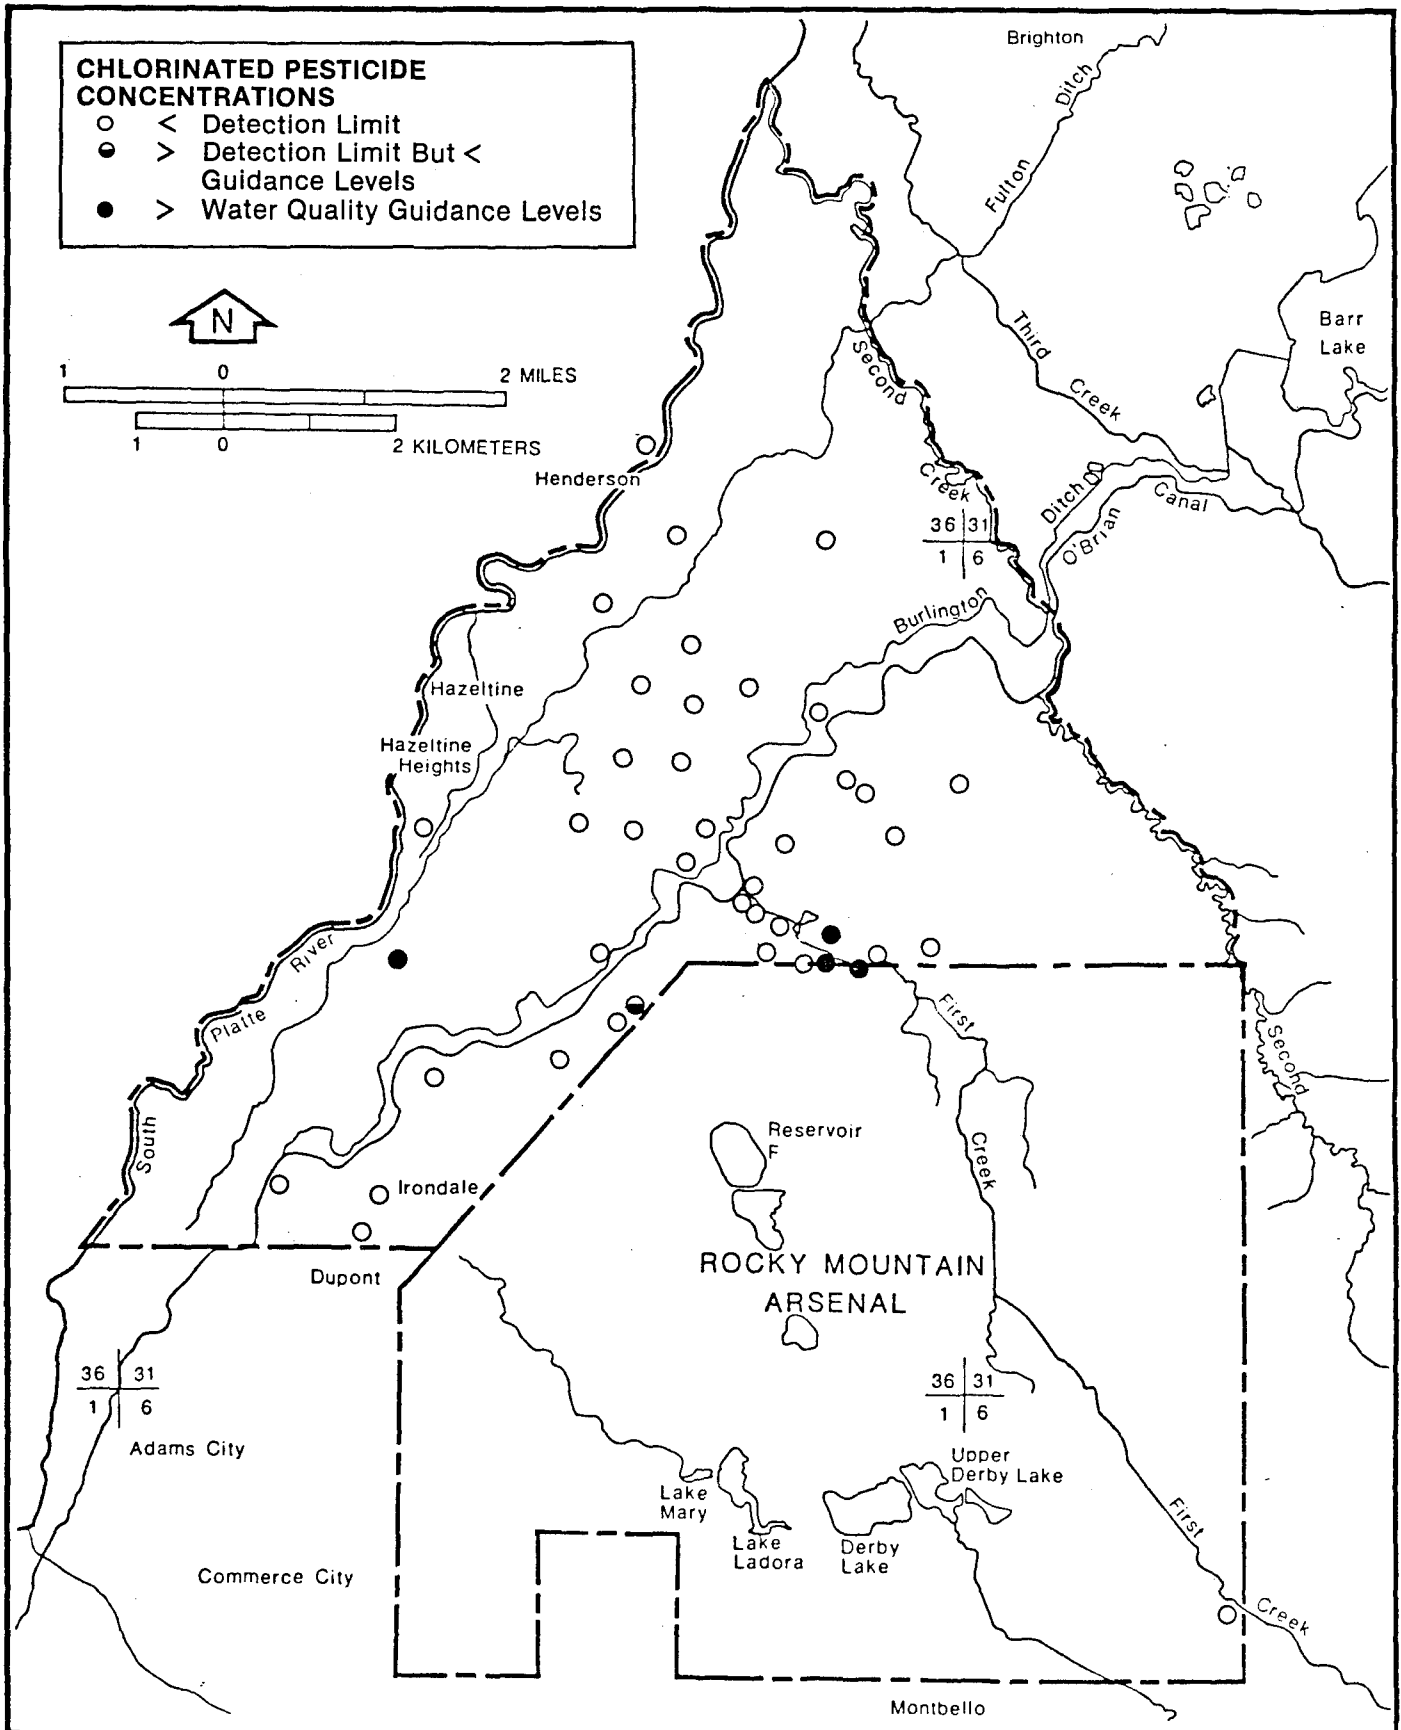 CHLORINATED PESTICIDE
CONCENTRATIONS
< Detection Limit
> Detection Limit But <
Guidance Levels
> Water Quality Guidance Levels
N
1 0 2 MILES
1 0 2 KILOMETERS
Brighton
Fulton Ditch
Barr
Lake
Third Creek
Second Creek
Henderson
36 31
1 6
Ditch
O'Brian Canal
Burlington
Hazeltine
Hazeltine
Heights
South Platte River
First Creek
Second
Reservoir
F
Irondale
Dupont
ROCKY MOUNTAIN
ARSENAL
36 31
1 6
36 31
1 6
Adams City
Upper
Derby Lake
Lake
Mary
Lake
Ladora
Derby
Lake
First Creek
Commerce City
Montbello